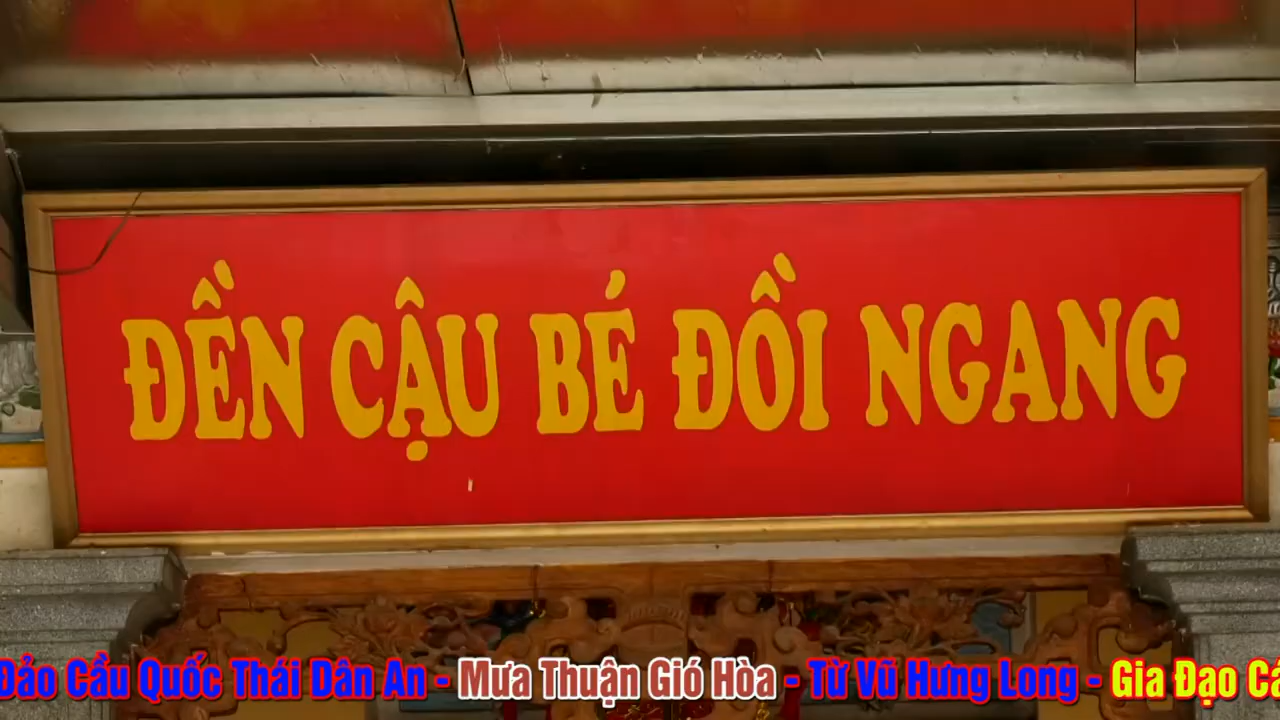 ĐỀN CẬU BÉ ĐỒI NGANG
Đảo Cầu Quốc Thái Dân An - Mưa Thuận Gió Hòa - Từ Vũ Hưng Long - Gia Đạo